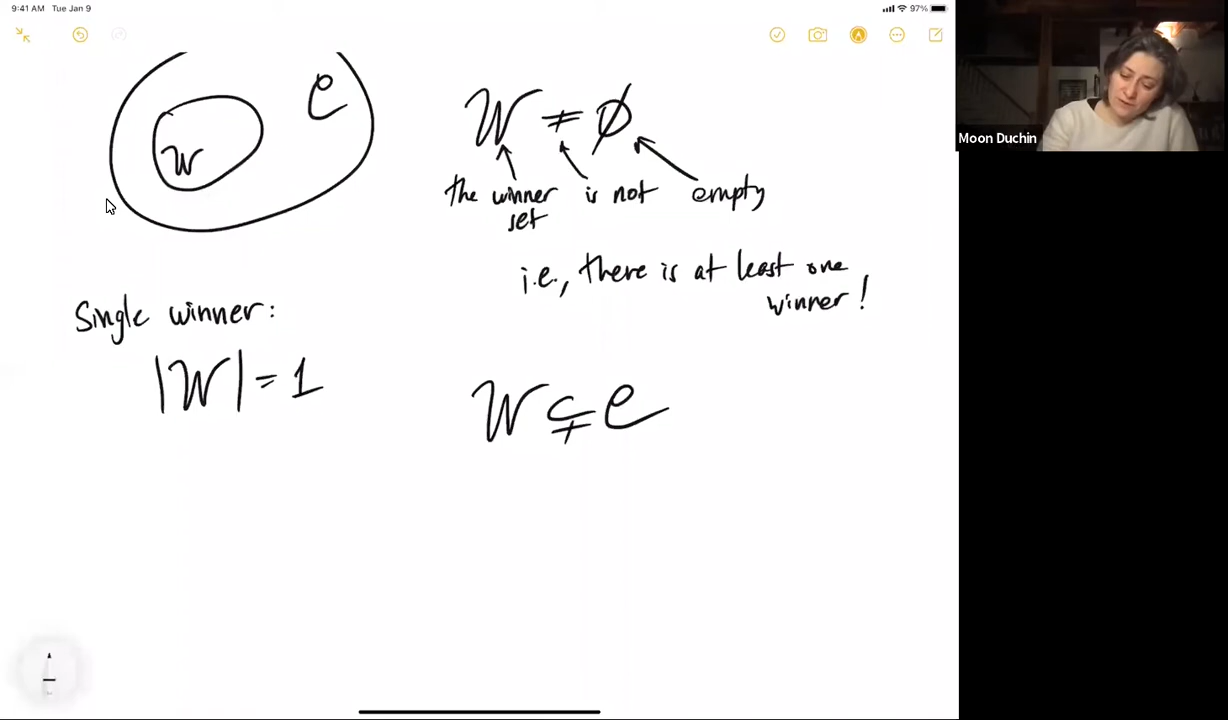 9:41 AM Tue Jan 9
97%
Moon Duchin
W
C
W ≠ ∅
the winner set
is not
empty
i.e., there is at least one
winner!
Single winner:
|W| = 1
W ⊊ C